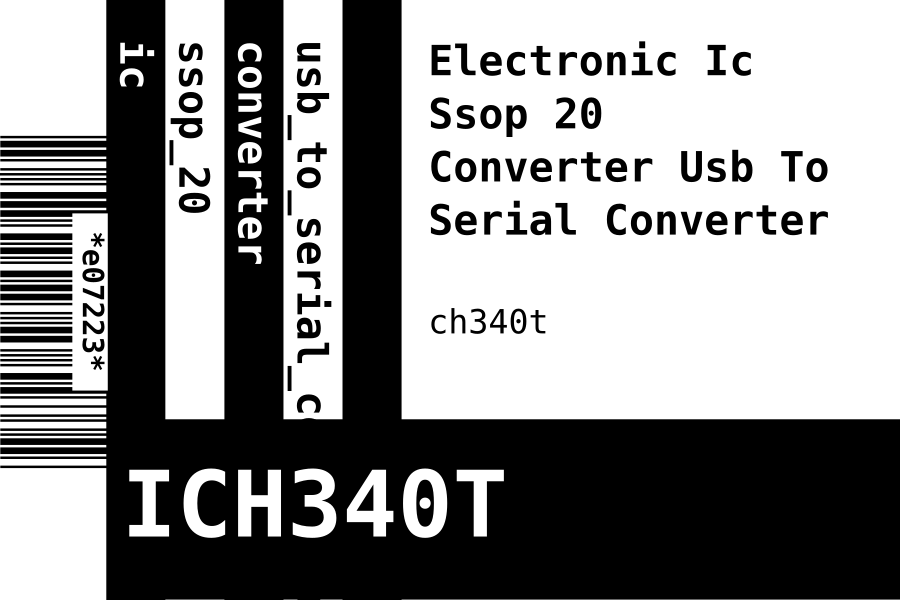 *e07223*
ic
ssop_20
converter
usb_to_serial_c
Electronic Ic
Ssop 20
Converter Usb To
Serial Converter
ch340t
ICH340T